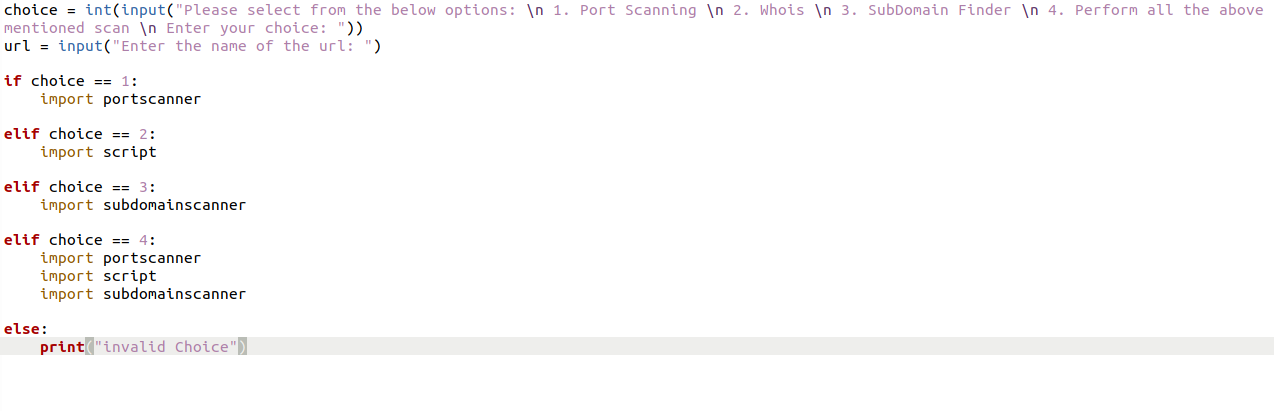 choice = int(input("Please select from the below options: \n 1. Port Scanning \n 2. Whois \n 3. SubDomain Finder \n 4. Perform all the above
mentioned scan \n Enter your choice: "))
url = input("Enter the name of the url: ")
if choice == 1:
    import portscanner
elif choice == 2:
    import script
elif choice == 3:
    import subdomainscanner
elif choice == 4:
    import portscanner
    import script
    import subdomainscanner
else:
    print("invalid Choice")